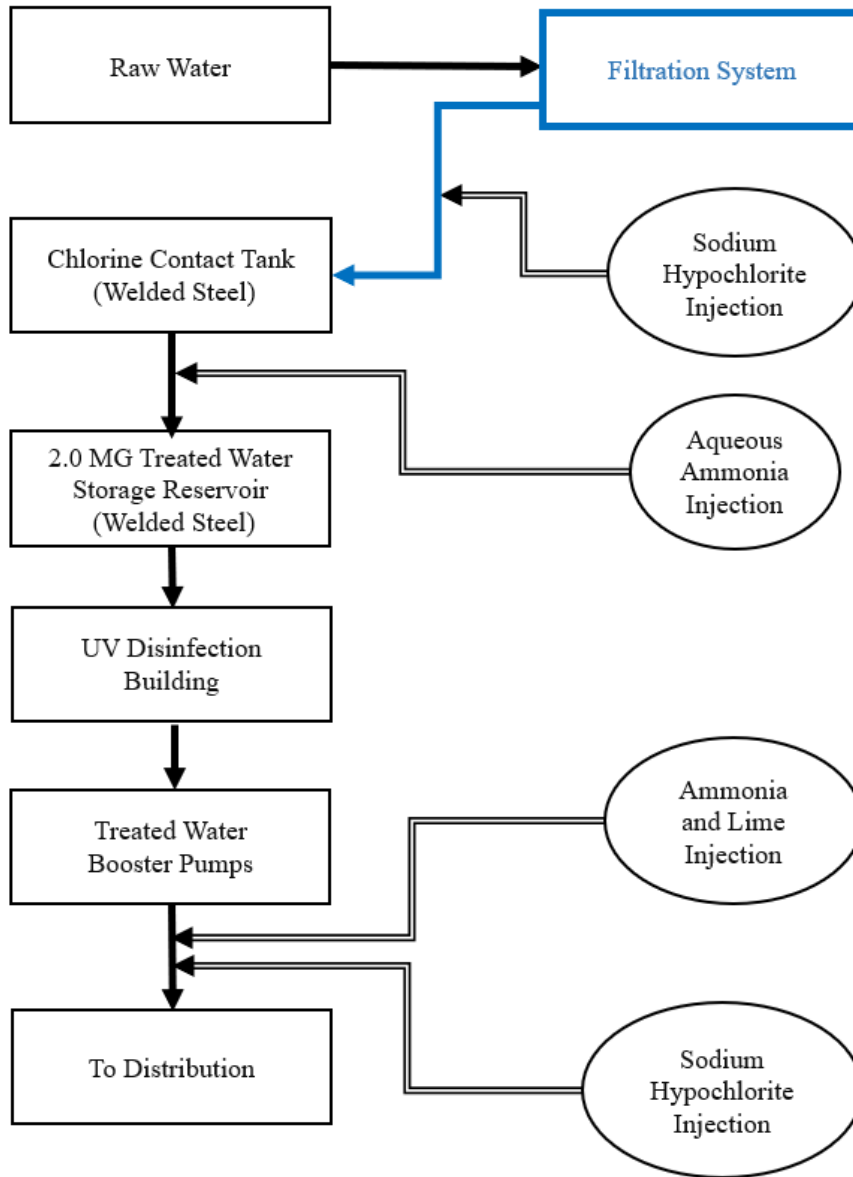 Raw Water
Filtration System
Sodium
Hypochlorite
Injection
Chlorine Contact Tank
(Welded Steel)
Aqueous
Ammonia
Injection
2.0 MG Treated Water
Storage Reservoir
(Welded Steel)
UV Disinfection
Building
Ammonia
and Lime
Injection
Treated Water
Booster Pumps
To Distribution
Sodium
Hypochlorite
Injection